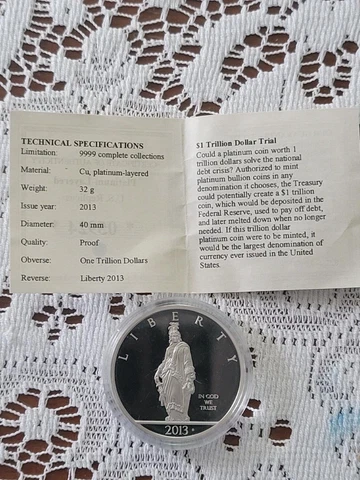 TECHNICAL SPECIFICATIONS
Limitation: 9999 complete collections
Material: Cu, platinum-layered
Weight: 32 g
Issue year: 2013
Diameter: 40 mm
Quality: Proof
Obverse: One Trillion Dollars
Reverse: Liberty 2013
$1 Trillion Dollar Trial
Could a platinum coin worth 1
trillion dollars solve the national
debt crisis? Authorized to mint
platinum bullion coins in any
denomination it chooses, the Treasury
could potentially create a $1 trillion
coin, which would be deposited in the
Federal Reserve, used to pay off debt,
and later melted down when no longer
needed. If this trillion dollar
platinum coin were to be minted, it
would be the largest denomination of
currency ever issued in the United
States.
LIBERTY
IN GOD
WE
TRUST
2013